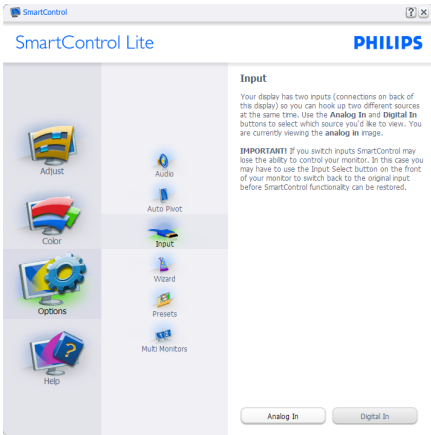 SmartControl
SmartControl Lite
PHILIPS
Adjust
Color
Options
Help
Audio
Auto Pivot
Input
Wizard
Presets
Multi Monitors
Input
Your display has two inputs (connections on back of
this display) so you can hook up two different sources
at the same time. Use the Analog In and Digital In
buttons to select which source you'd like to view. You
are currently viewing the analog in image.
IMPORTANT! If you switch inputs SmartControl may
lose the ability to control your monitor. In this case you
may have to use the Input Select button on the front
of your monitor to switch back to the original input
before SmartControl functionality can be restored.
Analog In
Digital In